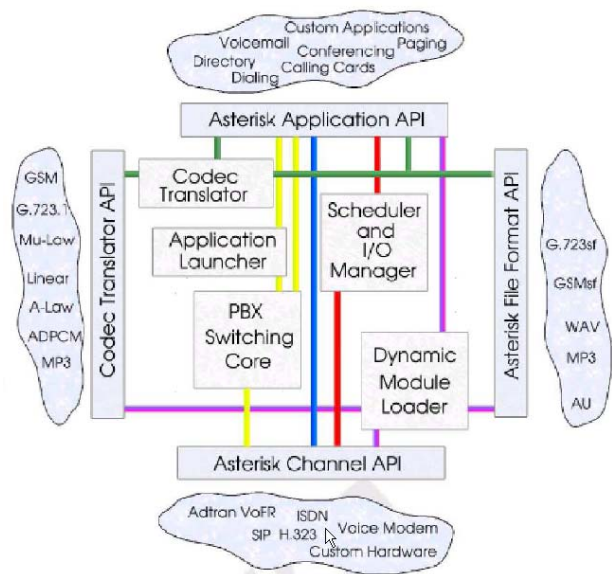 Custom Applications
Voicemail
Paging
Conferencing
Directory
Calling Cards
Dialing
Asterisk Application API
Codec Translator API
GSM
G.723.1
Mu-Law
Linear
A-Law
ADPCM
MP3
Codec
Translator
Application
Launcher
PBX
Switching
Core
Scheduler
and
I/O
Manager
Dynamic
Module
Loader
Asterisk File Format API
G.723sf
GSMsf
WAV
MP3
AU
Asterisk Channel API
Adtran VoFR
ISDN
Voice Modem
SIP H.323
Custom Hardware